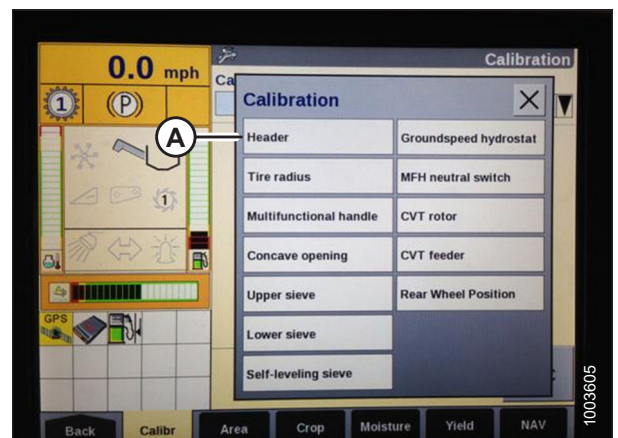 0.0 mph
Calibration
Ca
1
(P)
Calibration
A
Header
Groundspeed hydrostat
Tire radius
MFH neutral switch
Multifunctional handle
CVT rotor
Concave opening
CVT feeder
Upper sieve
Rear Wheel Position
Lower sieve
Self-leveling sieve
1
GPS
Back
Calibr
Area
Crop
Moisture
Yield
NAV
1003605